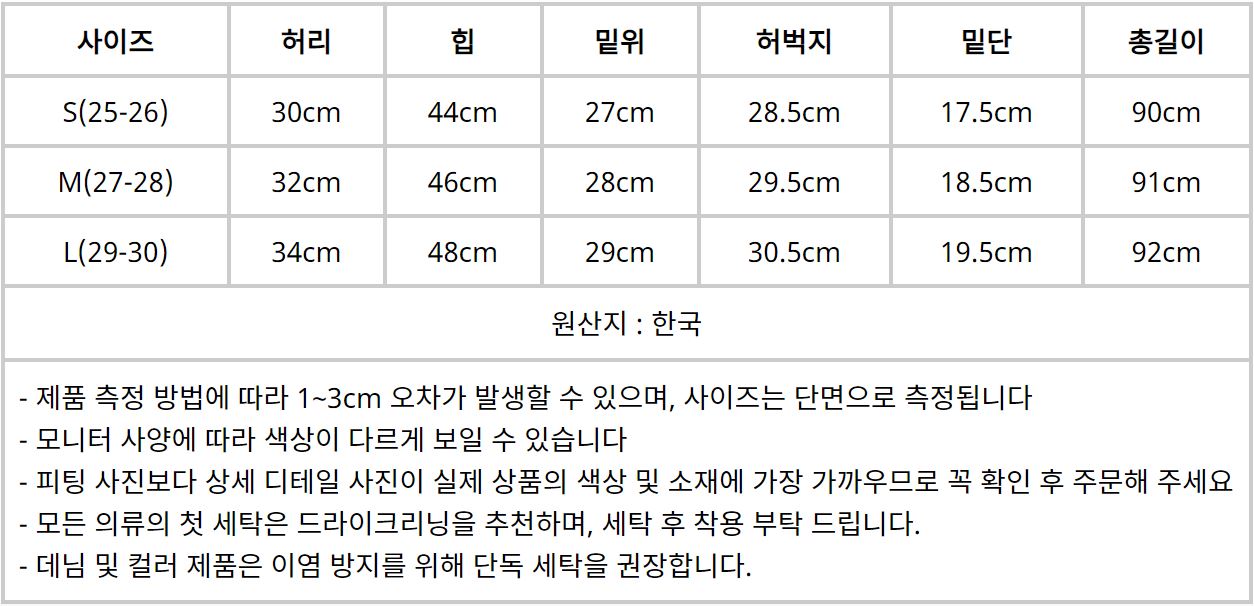 사이즈 허리 힙 밑위 허벅지 밑단 총길이
S(25-26) 30cm 44cm 27cm 28.5cm 17.5cm 90cm
M(27-28) 32cm 46cm 28cm 29.5cm 18.5cm 91cm
L(29-30) 34cm 48cm 29cm 30.5cm 19.5cm 92cm
원산지 : 한국
- 제품 측정 방법에 따라 1~3cm 오차가 발생할 수 있으며, 사이즈는 단면으로 측정됩니다
- 모니터 사양에 따라 색상이 다르게 보일 수 있습니다
- 피팅 사진보다 상세 디테일 사진이 실제 상품의 색상 및 소재에 가장 가까우므로 꼭 확인 후 주문해 주세요
- 모든 의류의 첫 세탁은 드라이크리닝을 추천하며, 세탁 후 착용 부탁 드립니다.
- 데님 및 컬러 제품은 이염 방지를 위해 단독 세탁을 권장합니다.